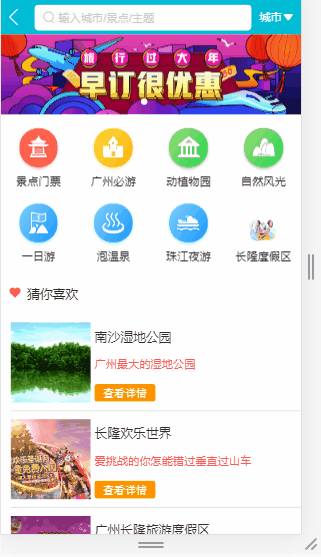 输入城市/景点/主题
城市
旅行过大年
早订很优惠
景点门票
广州必游
动植物园
自然风光
一日游
泡温泉
珠江夜游
长隆度假区
猜你喜欢
南沙湿地公园
广州最大的湿地公园
查看详情
长隆欢乐世界
爱挑战的你怎能错过垂直过山车
查看详情
广州长隆旅游度假区